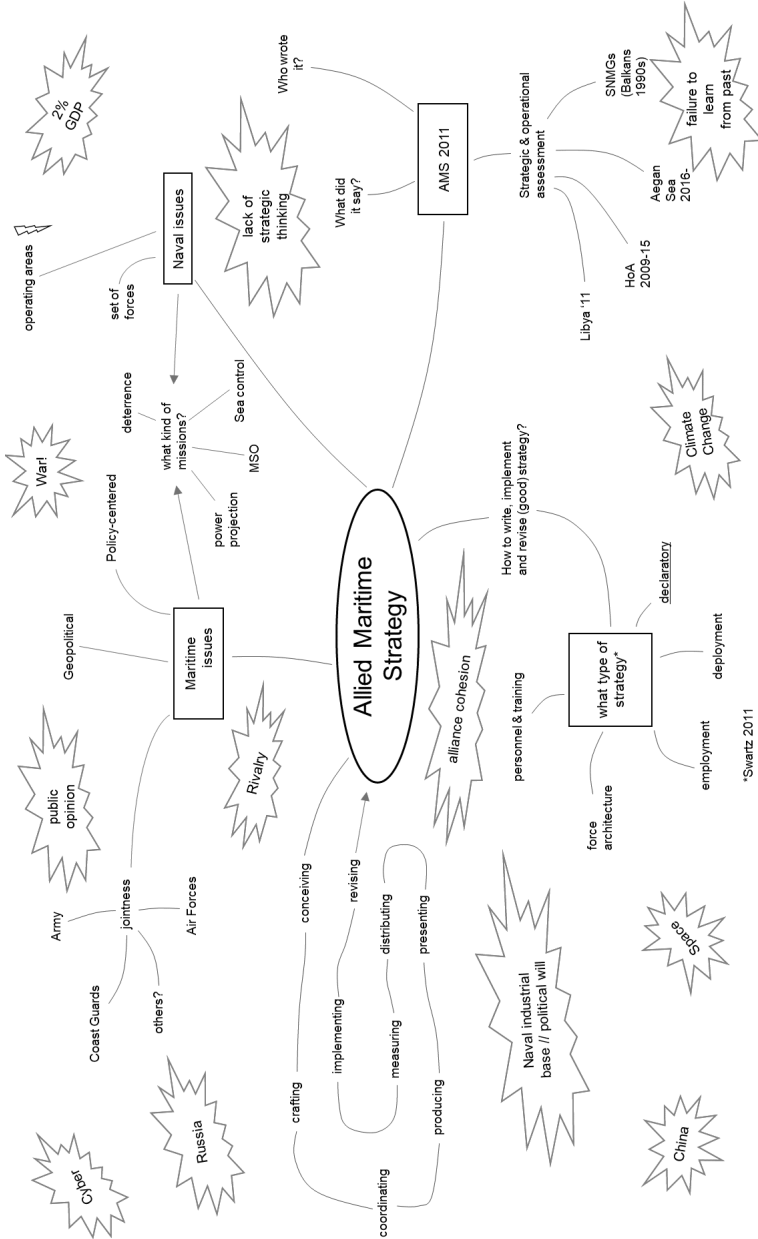 Cyber
Russia
Coast Guards
others?
Army
jointness
Air Forces
public
opinion
Geopolitical
Policy-centered
Maritime
issues
Rivalry
War!
deterrence
what kind of
missions?
power
projection
MSO
Sea control
operating areas
set of
forces
Naval issues
2%
GDP
lack of
strategic
thinking
Who wrote
it?
What did
it say?
AMS 2011
Strategic & operational
assessment
SNMGs
(Balkans
1990s)
Aegan
Sea
2016-
HoA
2009-15
Libya ‘11
failure to
learn
from past
Allied Maritime
Strategy
conceiving
crafting
coordinating
producing
presenting
distributing
measuring
implementing
revising
alliance cohesion
How to write, implement
and revise (good) strategy?
what type of
strategy*
personnel & training
force
architecture
employment
deployment
declaratory
*Swartz 2011
Climate
Change
Naval industrial
base // political will
Space
China